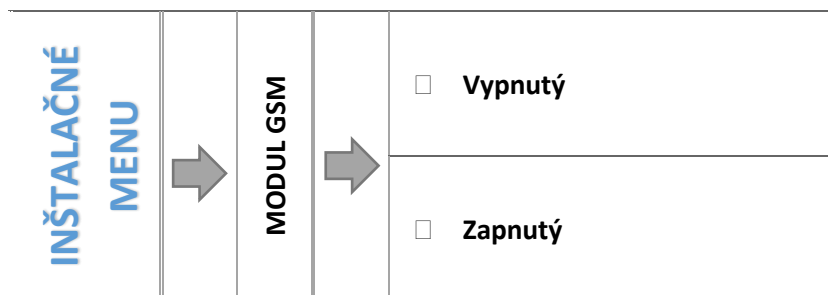 INŠTALAČNÉ
MENU
MODUL GSM
Vypnutý
Zapnutý